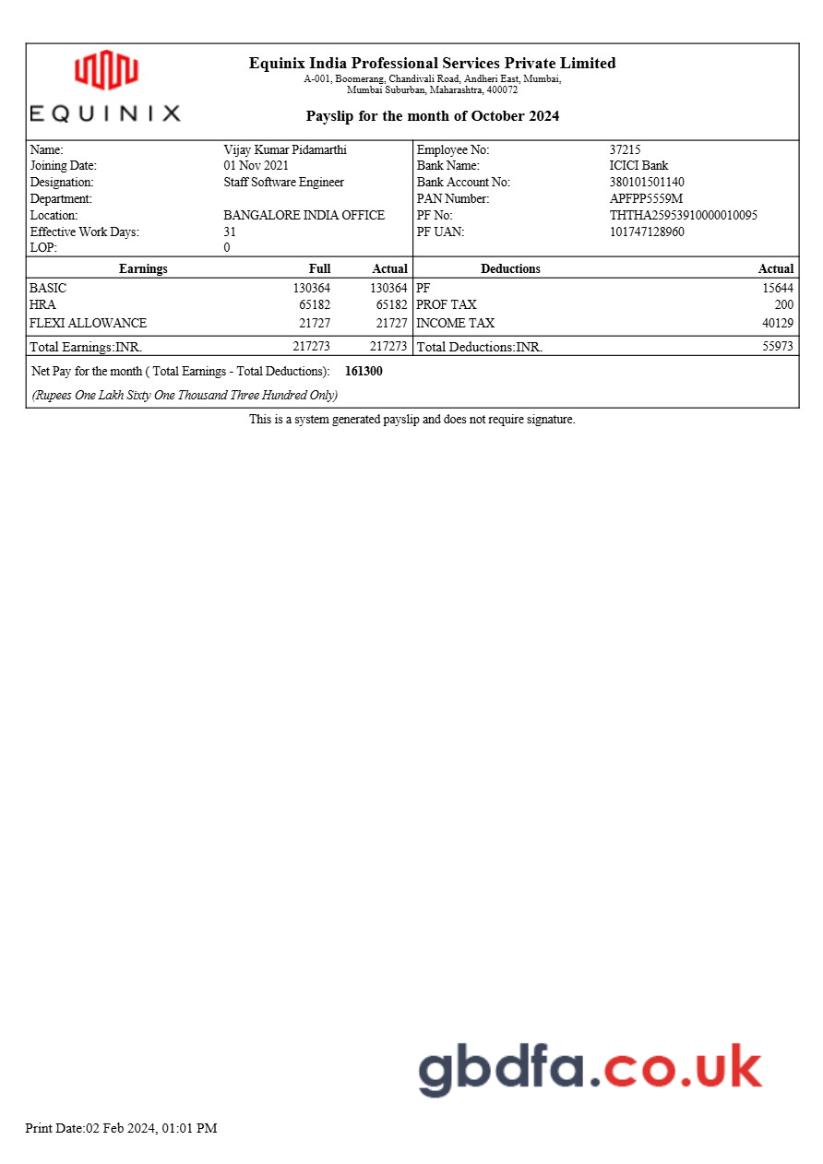 EQUINIX
Equinix India Professional Services Private Limited
A-001, Boomerang, Chandivali Road, Andheri East, Mumbai,
Mumbai Suburban, Maharashtra, 400072
Payslip for the month of October 2024
Name: Vijay Kumar Pidamarthi Employee No: 37215
Joining Date: 01 Nov 2021 Bank Name: ICICI Bank
Designation: Staff Software Engineer Bank Account No: 380101501140
Department: PAN Number: APFPP5559M
Location: BANGALORE INDIA OFFICE PF No: THTHA25953910000010095
Effective Work Days: 31 PF UAN: 101747128960
LOP: 0
Earnings Full Actual Deductions Actual
BASIC 130364 130364 PF 15644
HRA 65182 65182 PROF TAX 200
FLEXI ALLOWANCE 21727 21727 INCOME TAX 40129
Total Earnings:INR. 217273 217273 Total Deductions:INR. 55973
Net Pay for the month ( Total Earnings - Total Deductions): 161300
(Rupees One Lakh Sixty One Thousand Three Hundred Only)
This is a system generated payslip and does not require signature.
gbdfa.co.uk
Print Date:02 Feb 2024, 01:01 PM